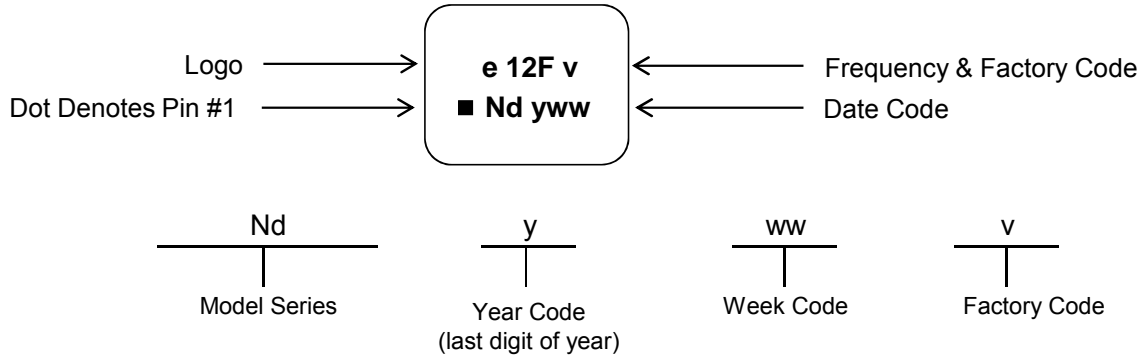 Logo
e 12F v
Frequency & Factory Code
Dot Denotes Pin #1
■ Nd yww
Date Code
Nd
y
ww
v
Model Series
Year Code
(last digit of year)
Week Code
Factory Code